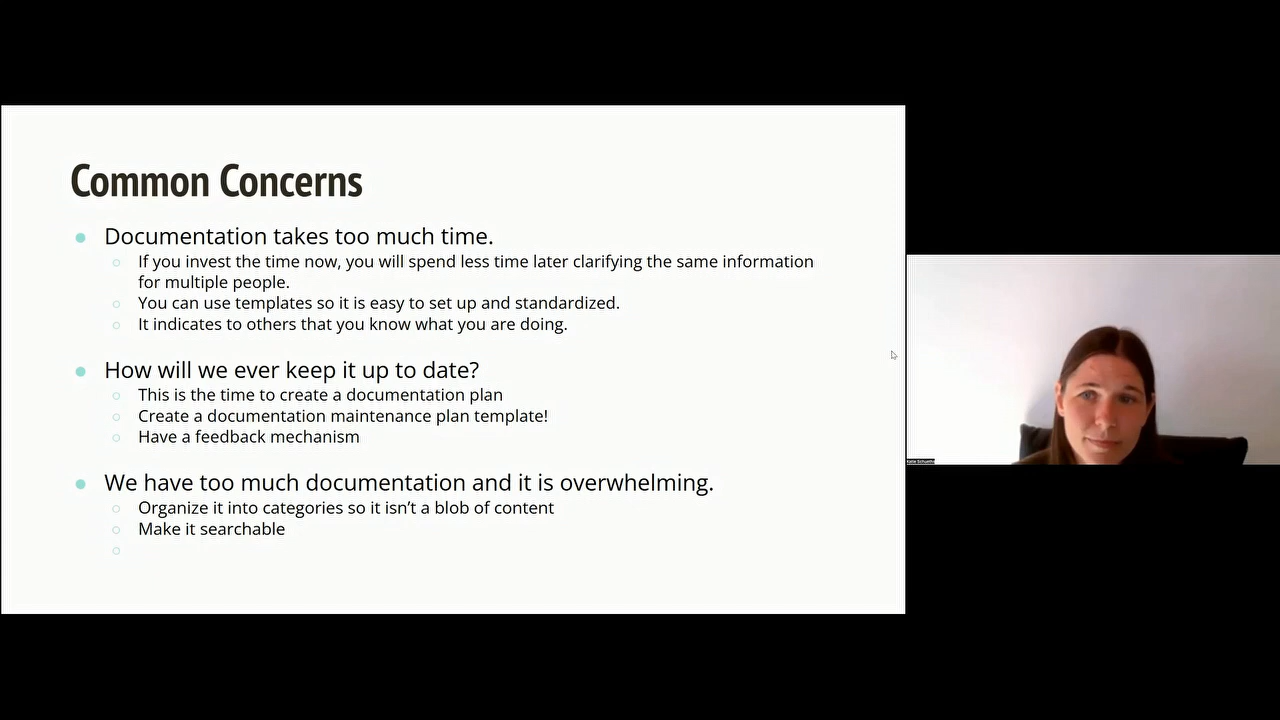 Common Concerns
Documentation takes too much time.
If you invest the time now, you will spend less time later clarifying the same information
for multiple people.
You can use templates so it is easy to set up and standardized.
It indicates to others that you know what you are doing.
How will we ever keep it up to date?
This is the time to create a documentation plan
Create a documentation maintenance plan template!
Have a feedback mechanism
We have too much documentation and it is overwhelming.
Organize it into categories so it isn’t a blob of content
Make it searchable